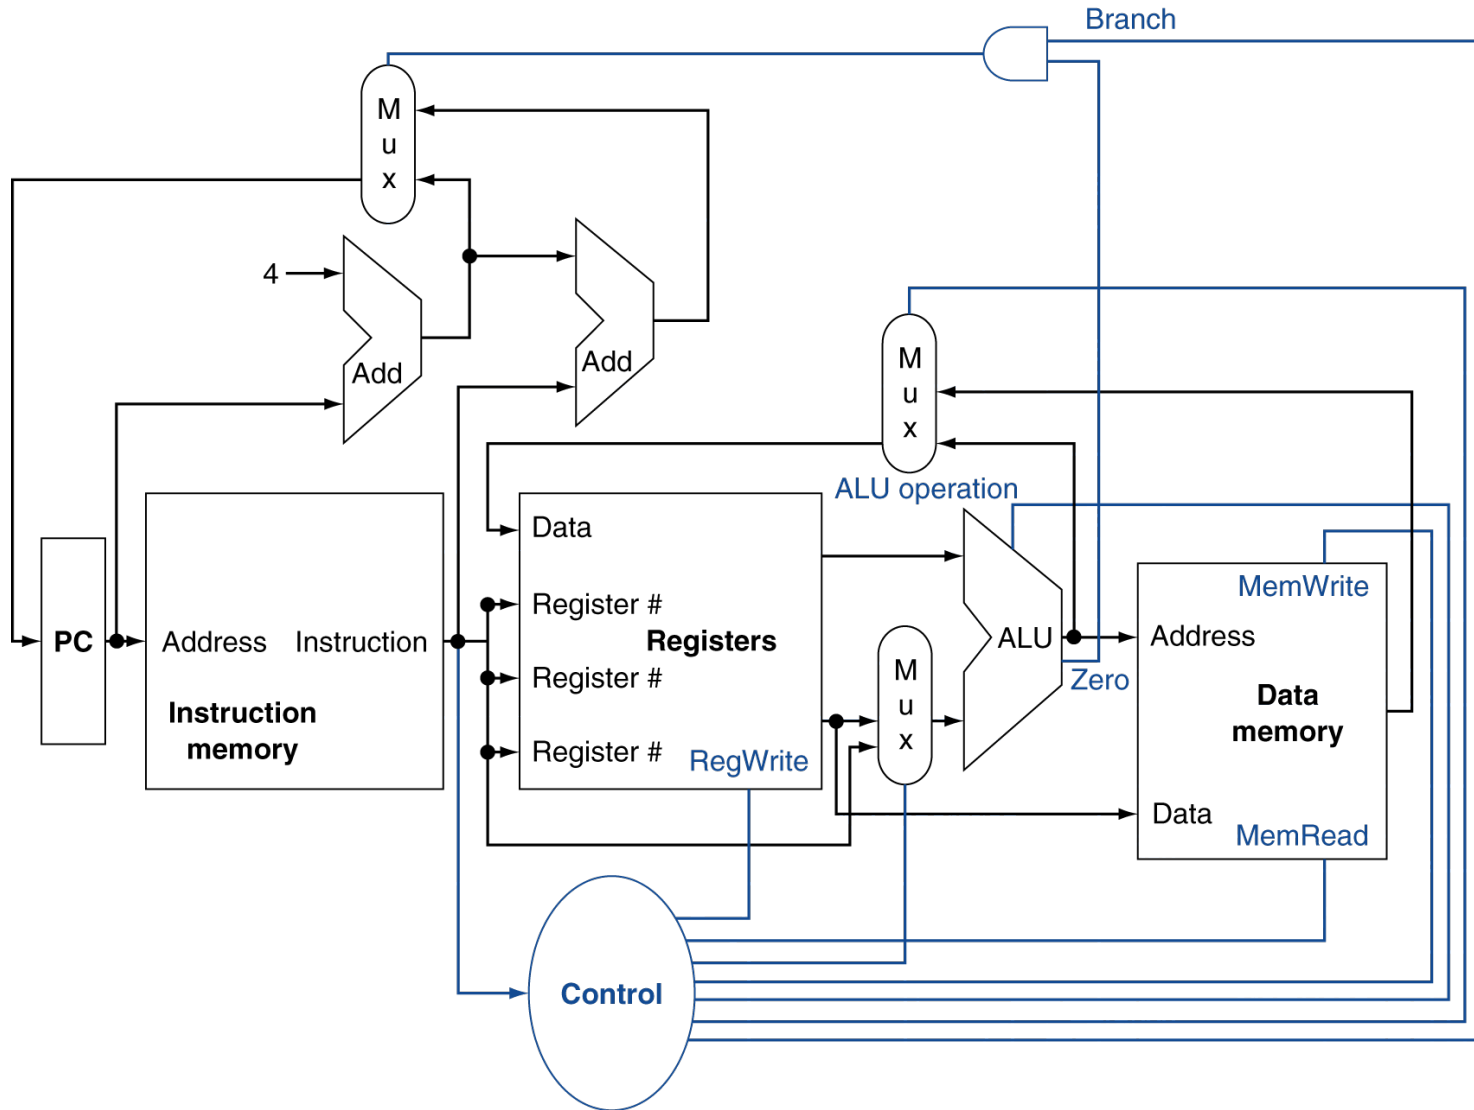 Branch
M
u
x
4
Add
Add
M
u
x
ALU operation
Data
Register #
Registers
Register #
Register #
RegWrite
PC
Address
Instruction
Instruction
memory
M
u
x
ALU
Zero
MemWrite
Address
Data
memory
Data
MemRead
Control